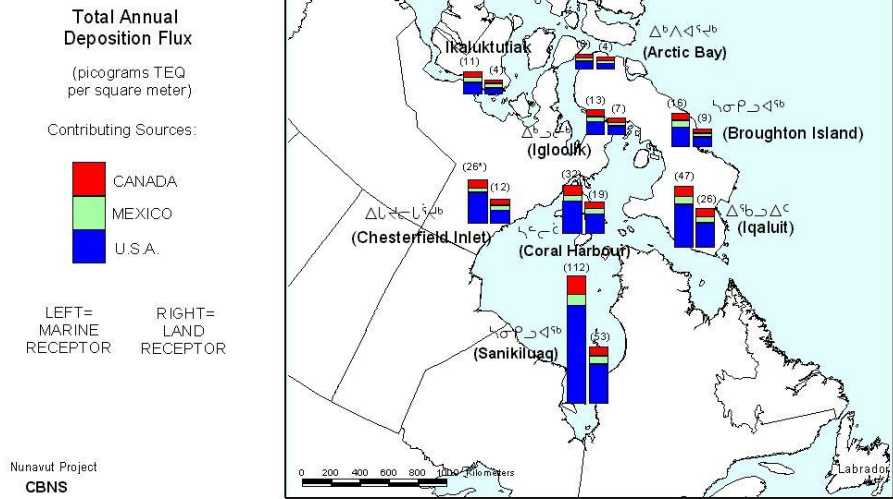 Total Annual
Deposition Flux
(picograms TEQ
per square meter)
Contributing Sources:
CANADA
MEXICO
U.S.A.
LEFT=
MARINE
RECEPTOR
RIGHT=
LAND
RECEPTOR
Nunavut Project
CBNS
Ikaluktutiak
(11)
(4)
(4)
ᐃᒃᐱᐊᕐᔪᒃ
(Arctic Bay)
(13)
(7)
(Igloolik)
(16)
(9)
ᓴᓂᑭᓗᐊᖅ
(Broughton Island)
(26*)
(12)
(Chesterfield Inlet)
(32)
(19)
(Coral Harbour)
(47)
(26)
ᐃᖃᓗᐃᑦ
(Iqaluit)
(112)
(53)
(Sanikiluaq)
0 200 400 600 800 1000 Kilometers
Labrador